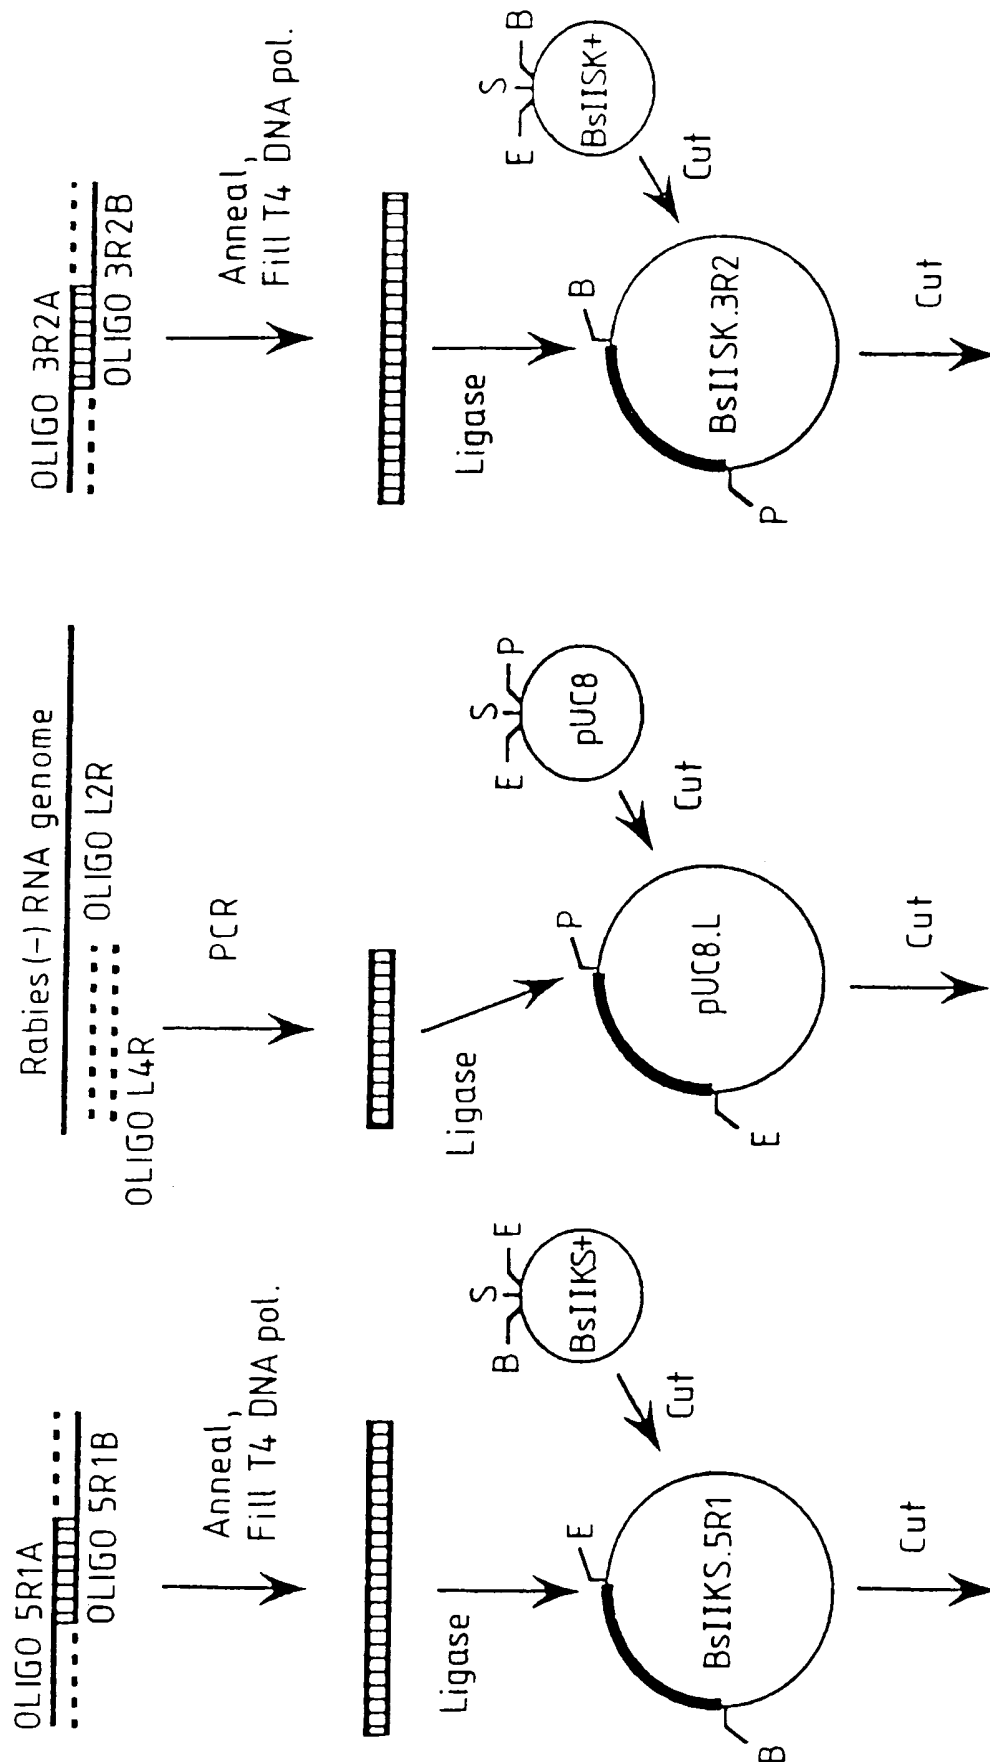 OLIGO 5R1A
OLIGO 5R1B
Anneal,
Fill T4 DNA pol.
B
S
E
BsIIKS+
Cut
Ligase
E
BsIIKS.5R1
B
Cut
Rabies(-) RNA genome
OLIGO L2R
OLIGO L4R
PCR
E
S
P
pUC8
Cut
Ligase
P
pUC8.L
E
Cut
OLIGO 3R2A
OLIGO 3R2B
Anneal,
Fill T4 DNA pol.
E
S
B
BsIISK+
Cut
Ligase
B
BsIISK.3R2
P
Cut